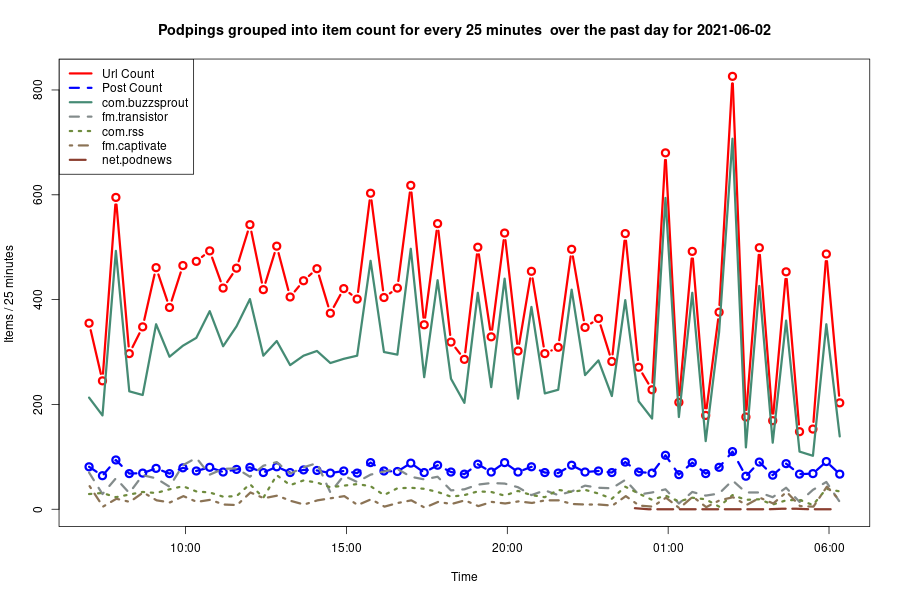 Podpings grouped into item count for every 25 minutes  over the past day for 2021-06-02
Url Count
Post Count
com.buzzsprout
fm.transistor
com.rss
fm.captivate
net.podnews
Items / 25 minutes
800
600
400
200
0
10:00
15:00
20:00
01:00
06:00
Time